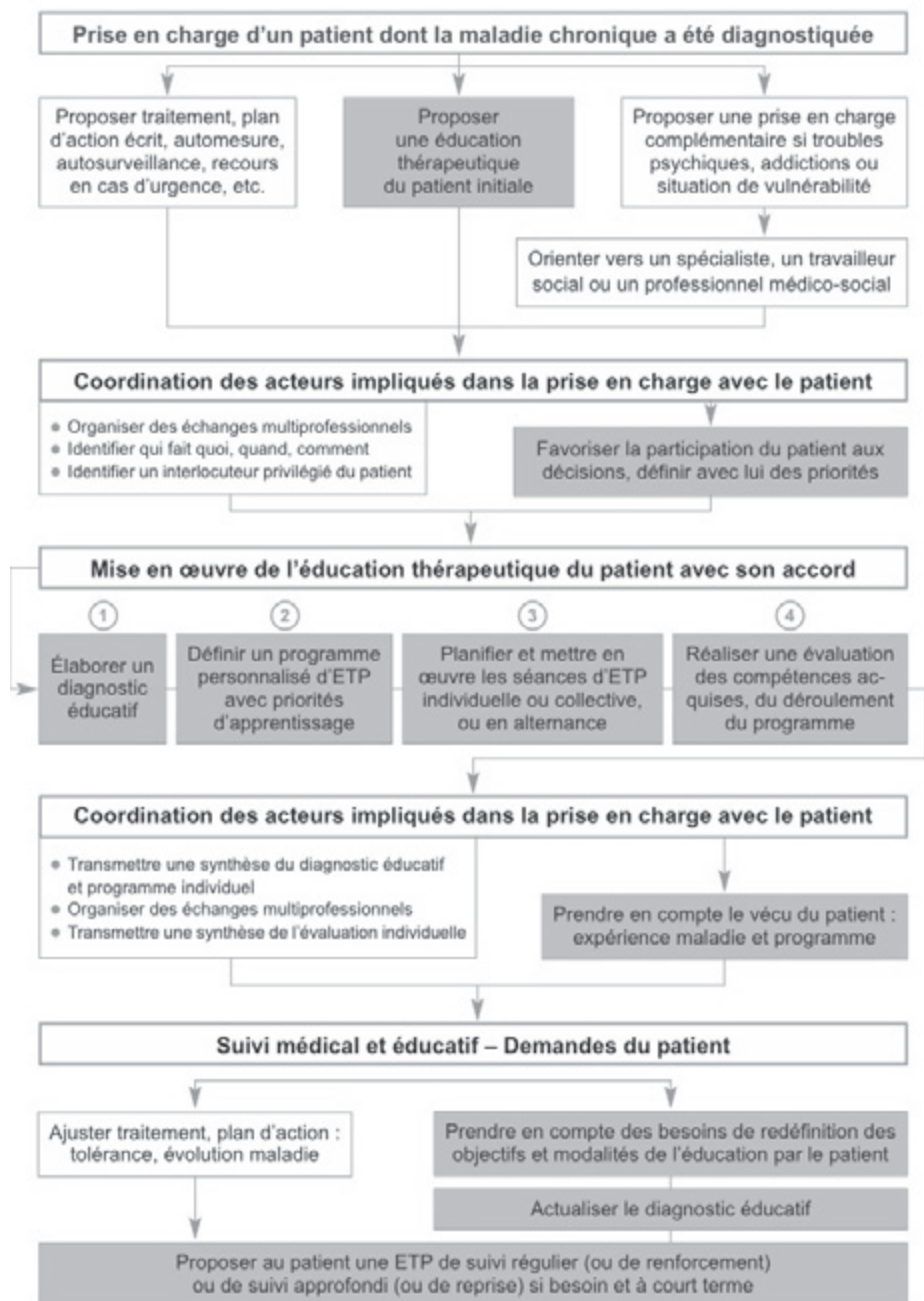 Prise en charge d'un patient dont la maladie chronique a été diagnostiquée
Proposer traitement, plan
d'action écrit, automesure,
autosurveillance, recours
en cas d'urgence, etc.
Proposer
une éducation
thérapeutique
du patient initiale
Proposer une prise en charge
complémentaire si troubles
psychiques, addictions ou
situation de vulnérabilité
Orienter vers un spécialiste, un travailleur
social ou un professionnel médico-social
Coordination des acteurs impliqués dans la prise en charge avec le patient
• Organiser des échanges multiprofessionnels
• Identifier qui fait quoi, quand, comment
• Identifier un interlocuteur privilégié du patient
Favoriser la participation du patient aux
décisions, définir avec lui des priorités
Mise en œuvre de l'éducation thérapeutique du patient avec son accord
1
Élaborer un
diagnostic
éducatif
2
Définir un programme
personnalisé d'ETP
avec priorités
d'apprentissage
3
Planifier et mettre en
œuvre les séances d'ETP
individuelle ou collective,
ou en alternance
4
Réaliser une évaluation
des compétences ac-
quises, du déroulement
du programme
Coordination des acteurs impliqués dans la prise en charge avec le patient
• Transmettre une synthèse du diagnostic éducatif
et programme individuel
• Organiser des échanges multiprofessionnels
• Transmettre une synthèse de l'évaluation individuelle
Prendre en compte le vécu du patient :
expérience maladie et programme
Suivi médical et éducatif – Demandes du patient
Ajuster traitement, plan d'action :
tolérance, évolution maladie
Prendre en compte des besoins de redéfinition des
objectifs et modalités de l'éducation par le patient
Actualiser le diagnostic éducatif
Proposer au patient une ETP de suivi régulier (ou de renforcement)
ou de suivi approfondi (ou de reprise) si besoin et à court terme